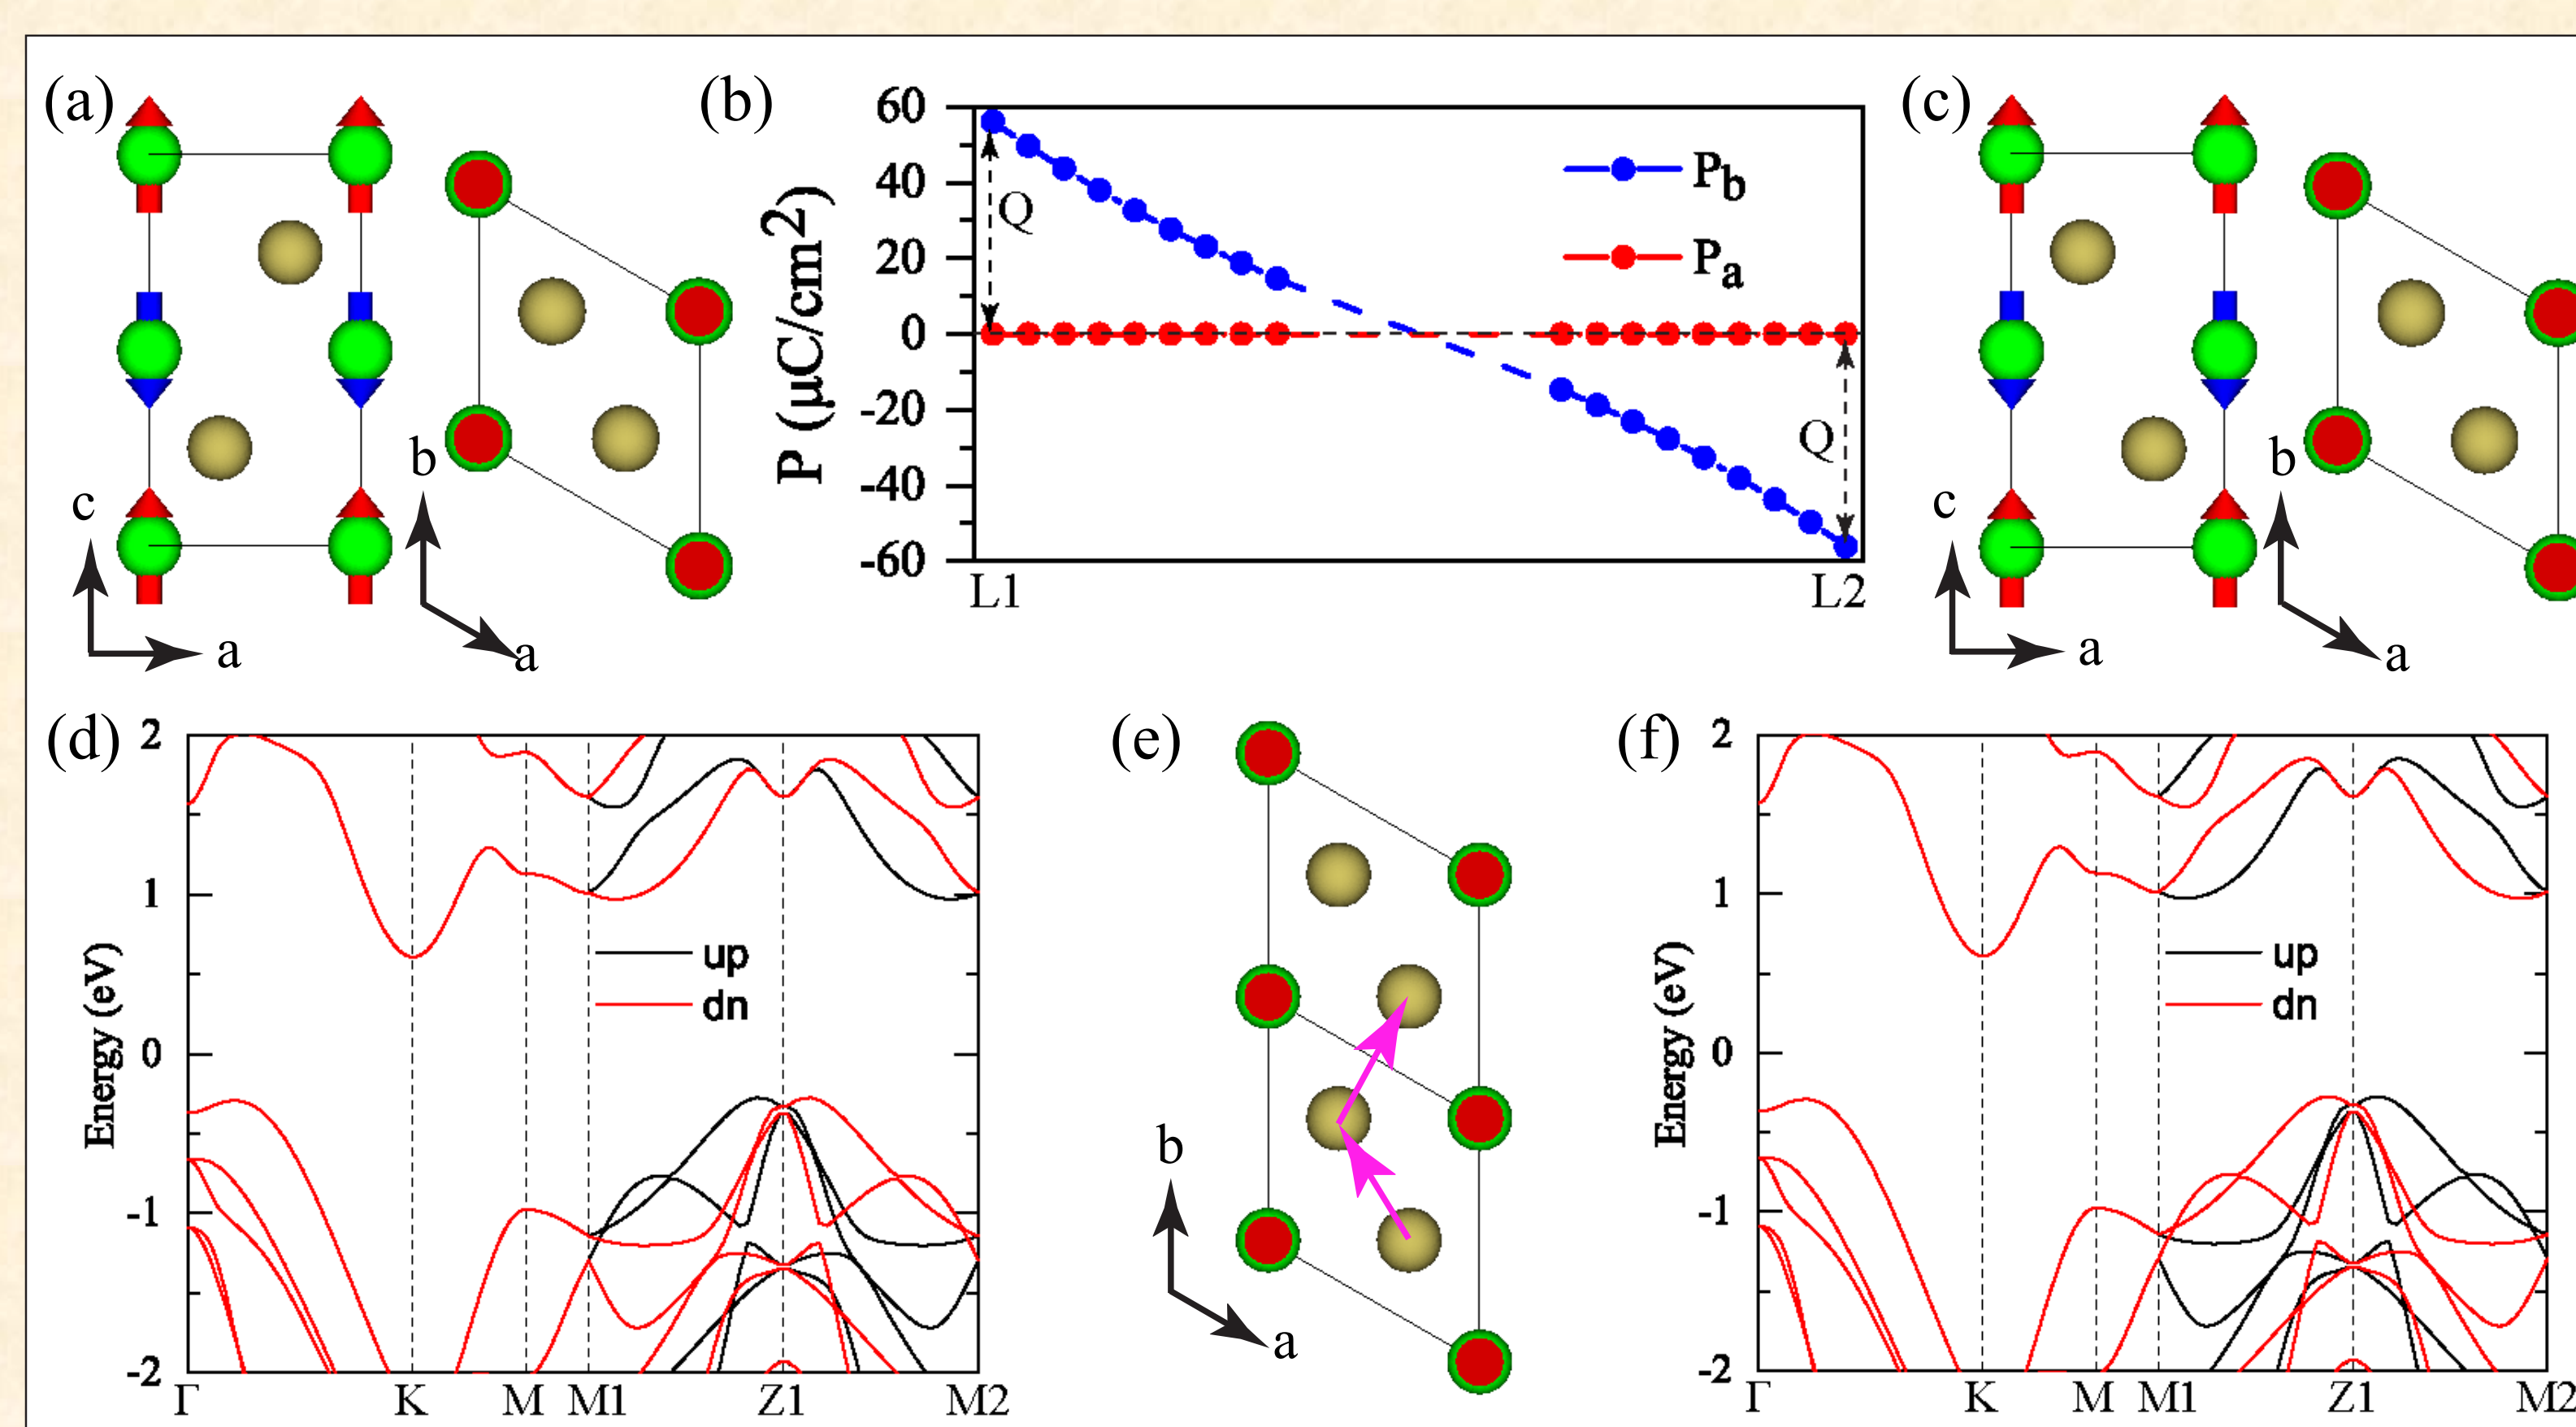 (a)
c
a
b
a
(b)
P (μC/cm2)
60
40
20
0
-20
-40
-60
Q
Q
Pb
Pa
L1
L2
(c)
c
a
b
a
(d)
Energy (eV)
2
1
0
-1
-2
up
dn
Γ K M M1 Z1 M2
(e)
b
a
(f)
Energy (eV)
2
1
0
-1
-2
up
dn
Γ K M M1 Z1 M2